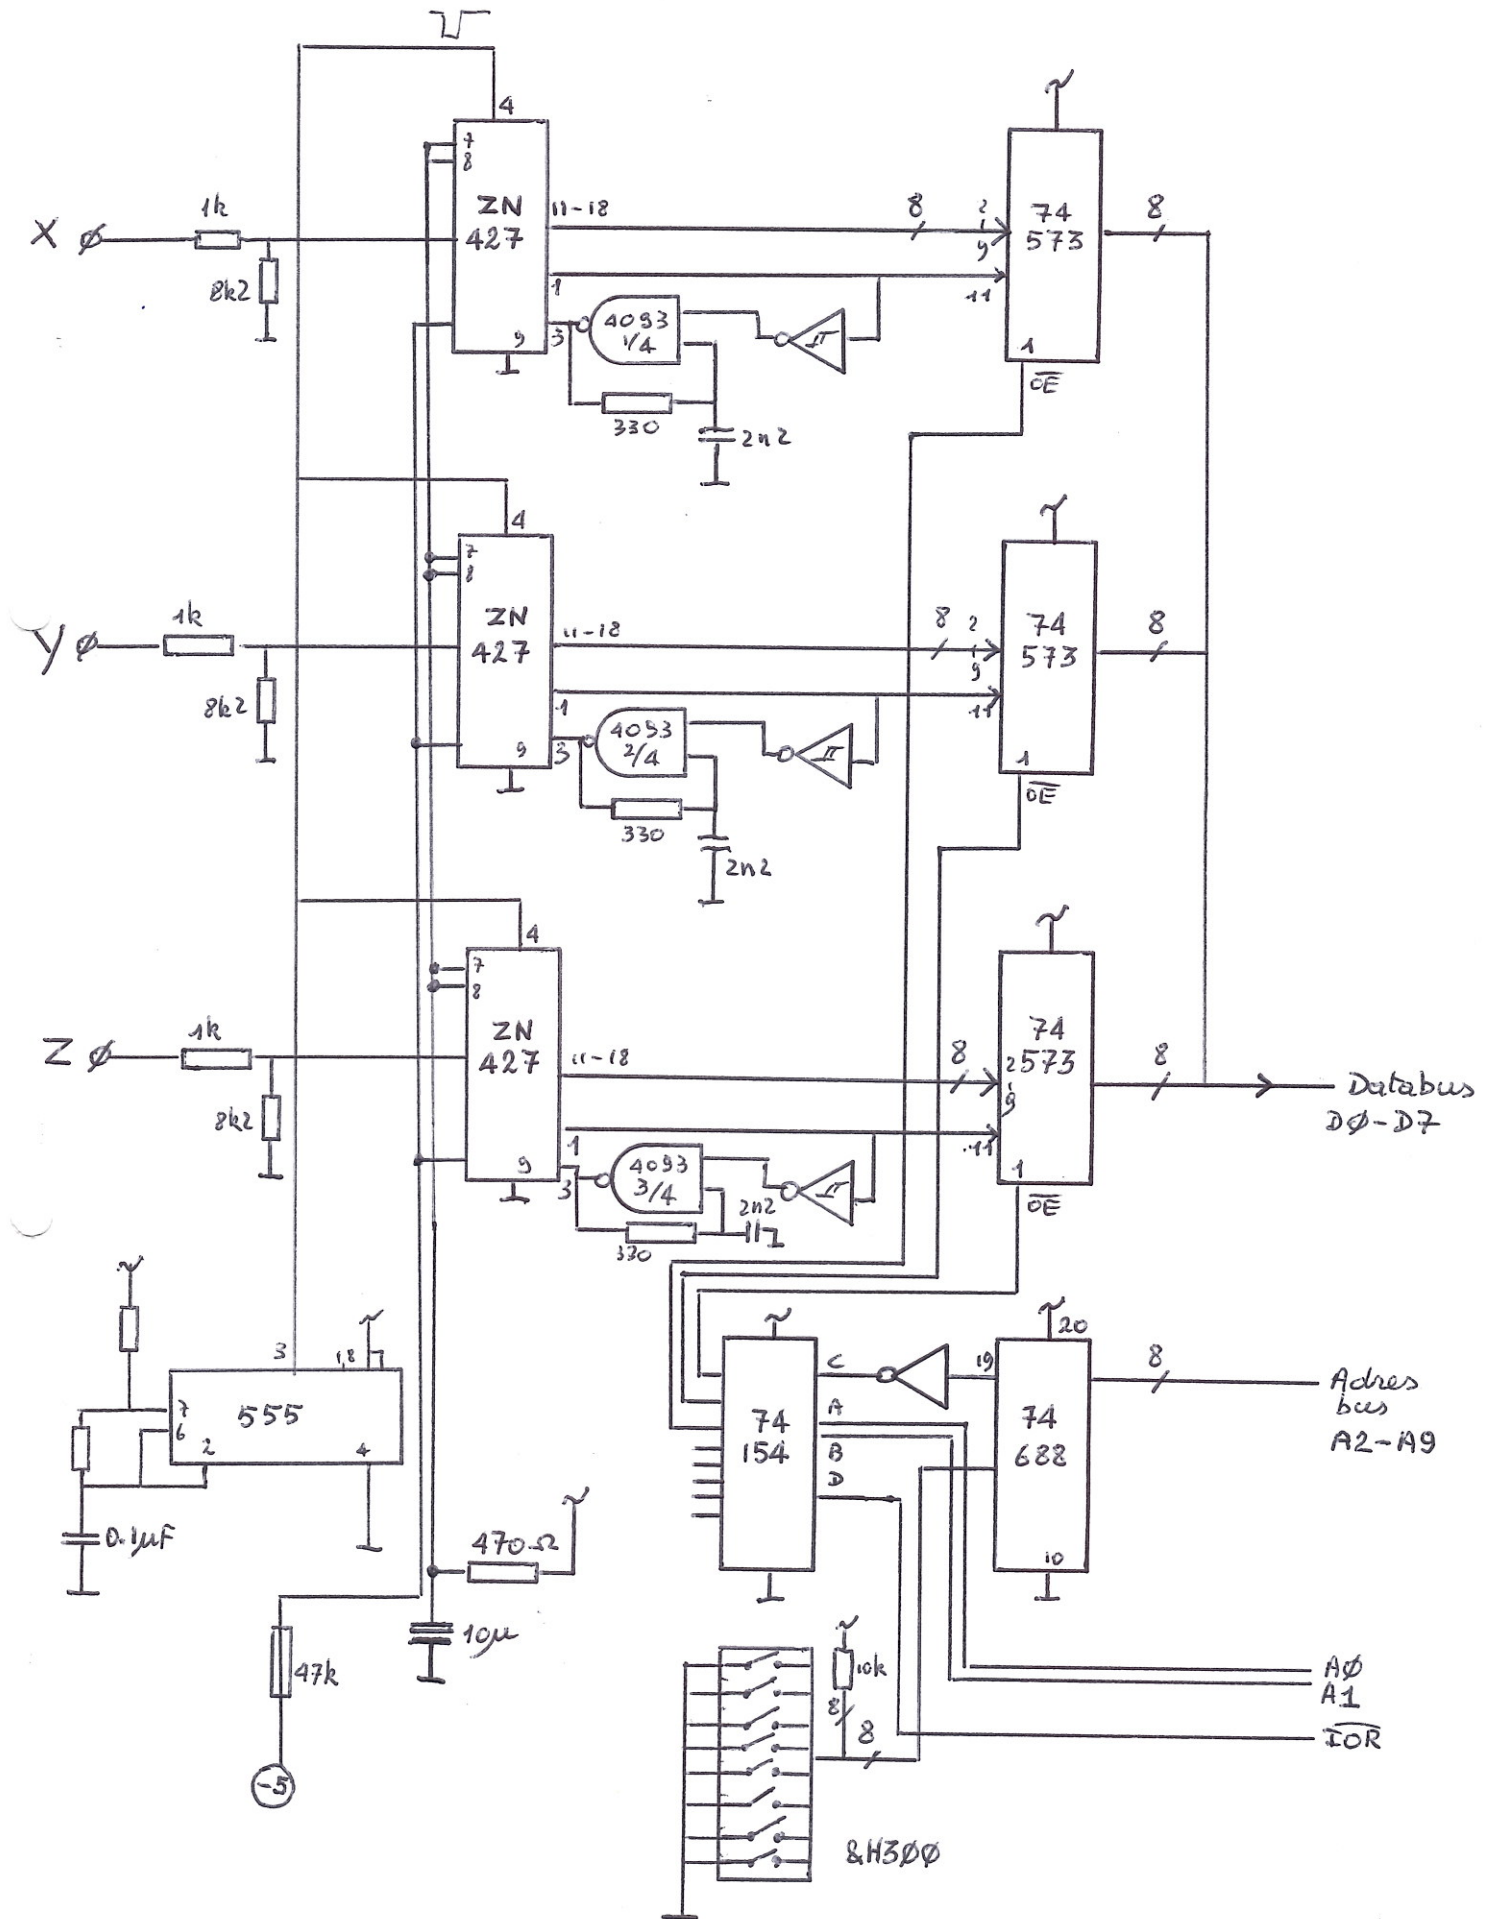 4
7
8
ZN
427
11-18
1
3
9
X Ø
1k
8k2
4093
1/4
IT
330
2n2
8
2
9
11
74
573
1
OE
8
4
7
8
ZN
427
11-18
1
3
9
Y Ø
1k
8k2
4093
2/4
IT
330
2n2
8
2
9
11
74
573
1
OE
8
4
7
8
ZN
427
11-18
1
3
9
Z Ø
1k
8k2
4093
3/4
IT
330
2n2
8
2
9
11
74
573
1
OE
8
Databus
DØ-D7
3
1,8
7
555
6
2
4
0.1µF
470Ω
10µ
47k
-5
74
154
C
A
B
D
19
20
74
688
10
8
Adres
bus
A2-A9
10k
8
8
AØ
A1
IOR
&H3ØØ